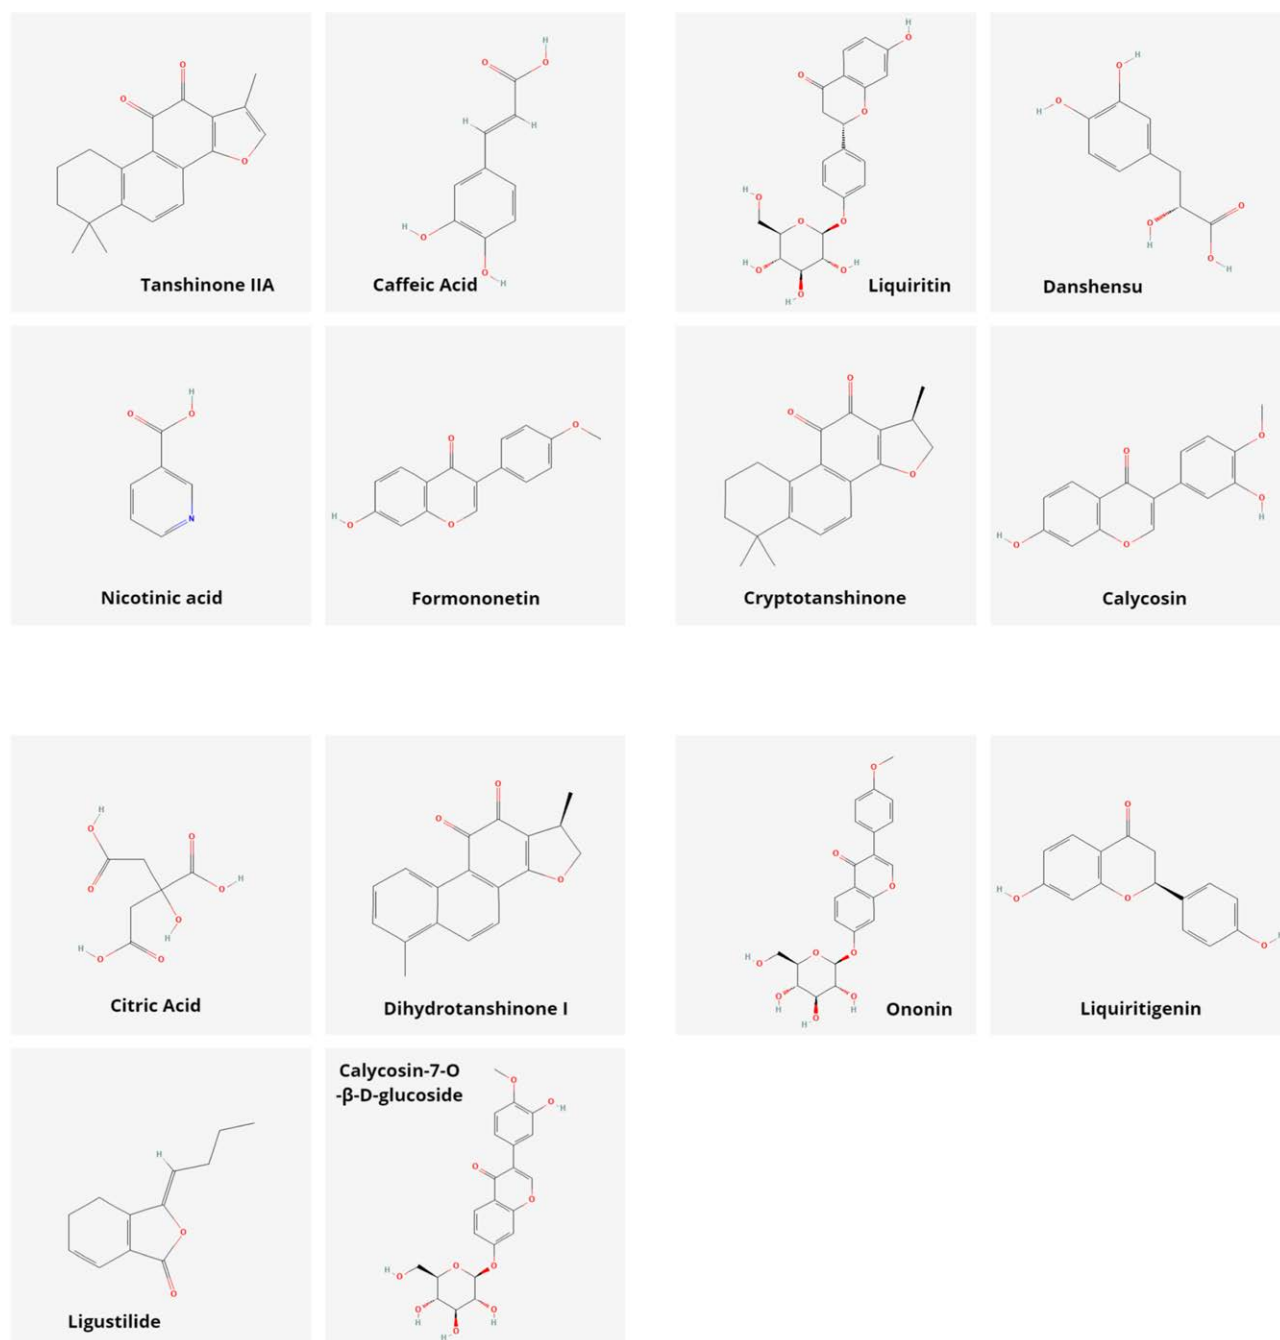 Tanshinone IIA
Caffeic Acid
Liquiritin
Danshensu
Nicotinic acid
Formononetin
Cryptotanshinone
Calycosin
Citric Acid
Dihydrotanshinone I
Ononin
Liquiritigenin
Ligustilide
Calycosin-7-O
-β-D-glucoside